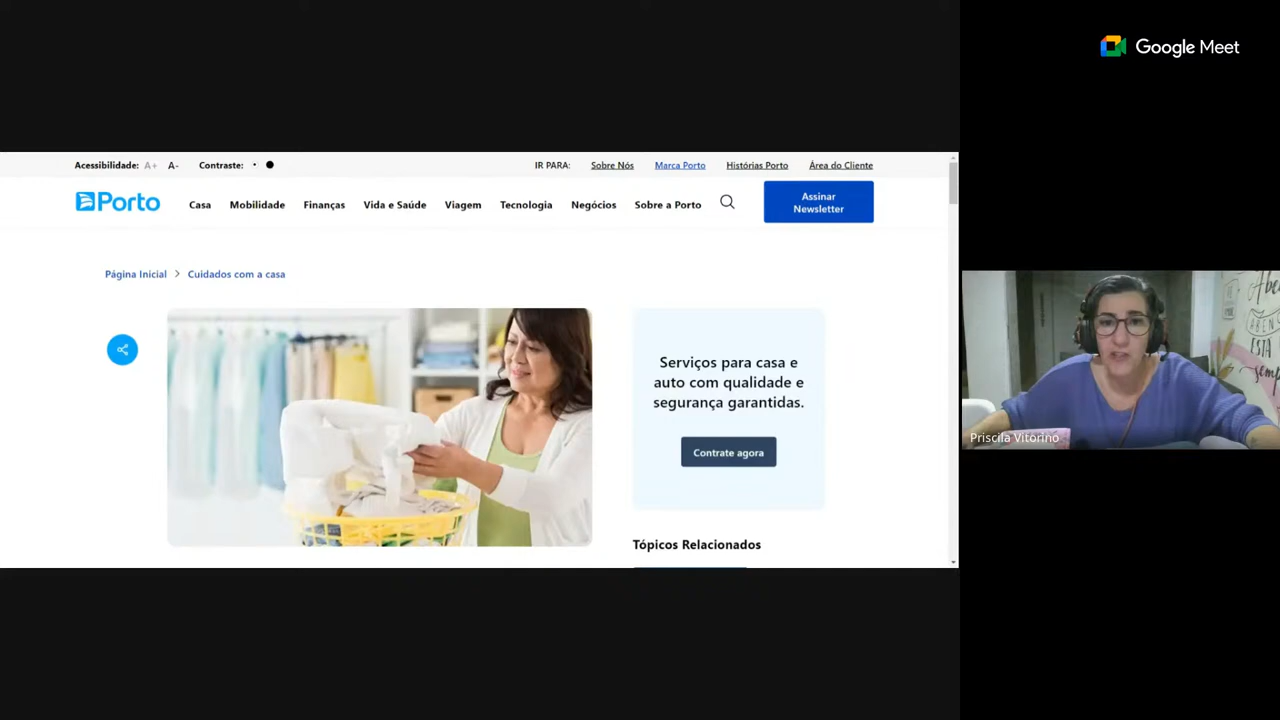 Google Meet
Acessibilidade: A+ A- Contraste:
IR PARA: Sobre Nós Marca Porto Histórias Porto Área do Cliente
Porto
Casa Mobilidade Finanças Vida e Saúde Viagem Tecnologia Negócios Sobre a Porto
Assinar
Newsletter
Página Inicial > Cuidados com a casa
Serviços para casa e
auto com qualidade e
segurança garantidas.
Contrate agora
Tópicos Relacionados
Priscila Vitorino